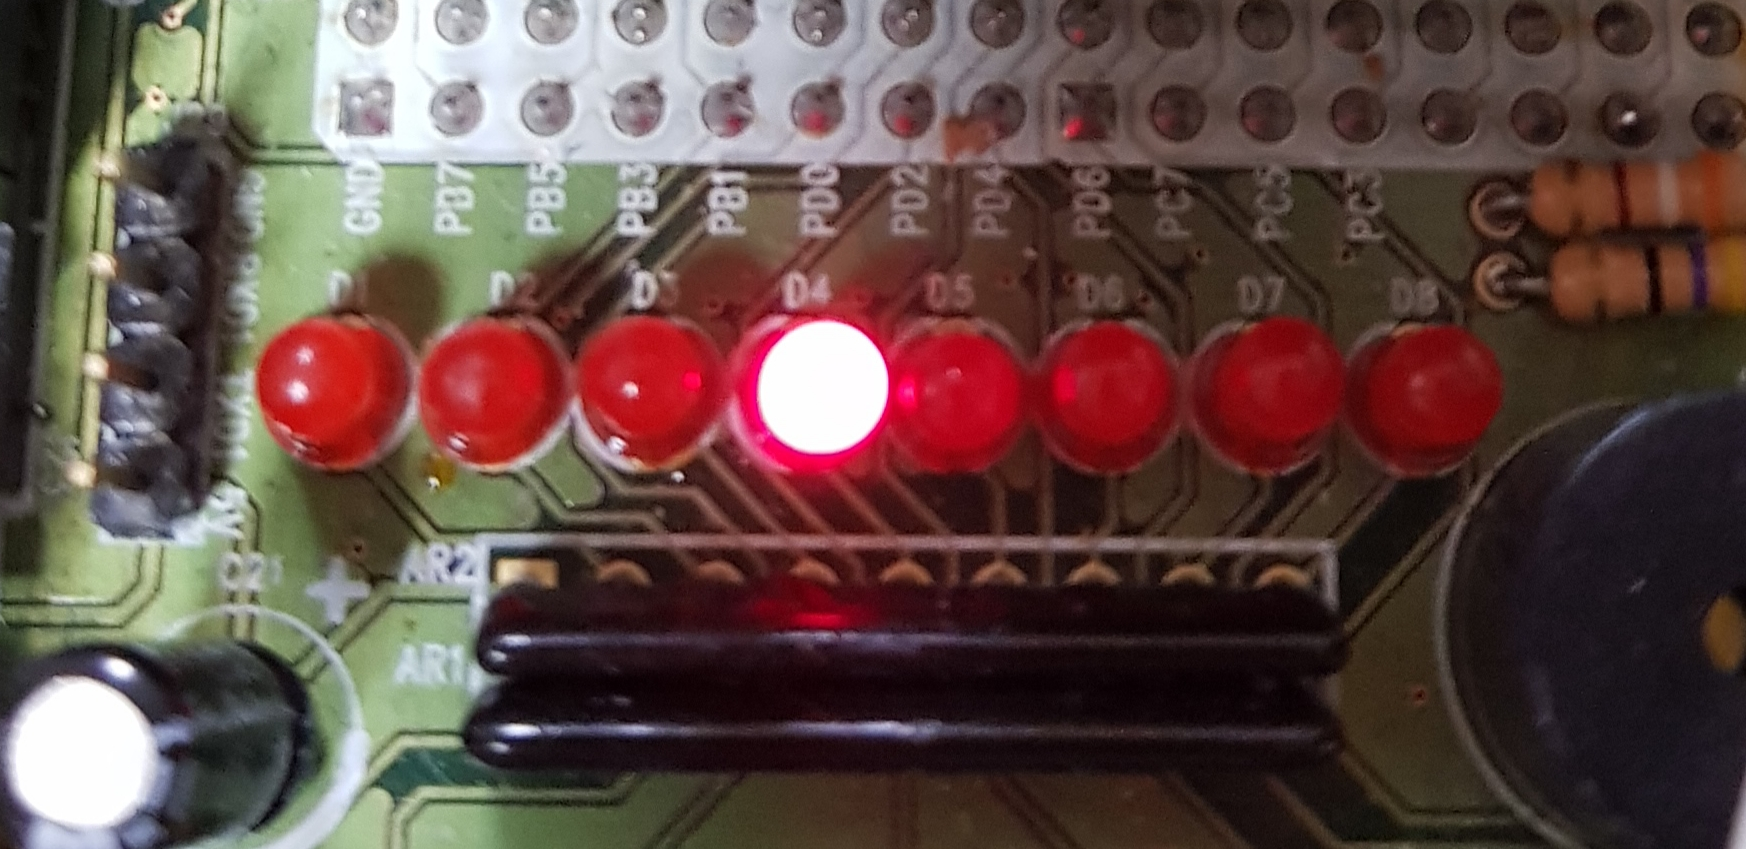 GND PB7 PB5 PB3 PB1 PD0 PD2 PD4 PD6 PC7 PC5 PC3
D1 D2 D3 D4 D5 D6 D7 D8
C21 + AR2
AR1